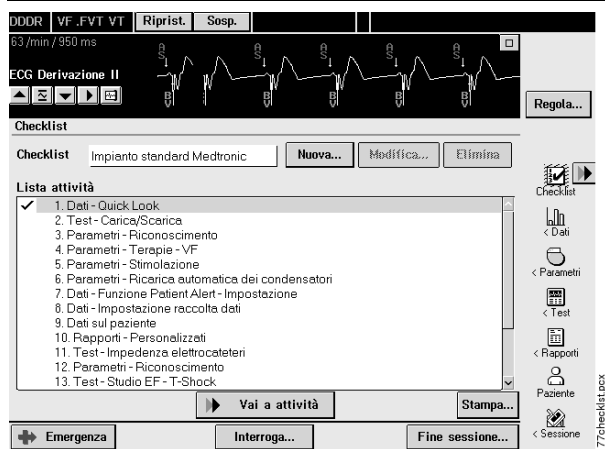 DDDR VF .FVT VT Riprist. Sosp.
63 /min / 950 ms
ECG Derivazione II
A
S
A
S
A
S
A
S
A
S
B
V
B
V
B
V
B
V
B
V
Regola...
Checklist
Checklist Impianto standard Medtronic Nuova... Modifica... Elimina
Lista attività
1. Dati - Quick Look
2. Test - Carica/Scarica
3. Parametri - Riconoscimento
4. Parametri - Terapie - VF
5. Parametri - Stimolazione
6. Parametri - Ricarica automatica dei condensatori
7. Dati - Funzione Patient Alert - Impostazione
8. Dati - Impostazione raccolta dati
9. Dati sul paziente
10. Rapporti - Personalizzati
11. Test - Impedenza elettrocateteri
12. Parametri - Riconoscimento
13. Test - Studio EF - T-Shock
Vai a attività Stampa...
Emergenza Interroga... Fine sessione...
Checklist
< Dati
< Parametri
< Test
< Rapporti
Paziente
< Sessione
77checklst.pcx